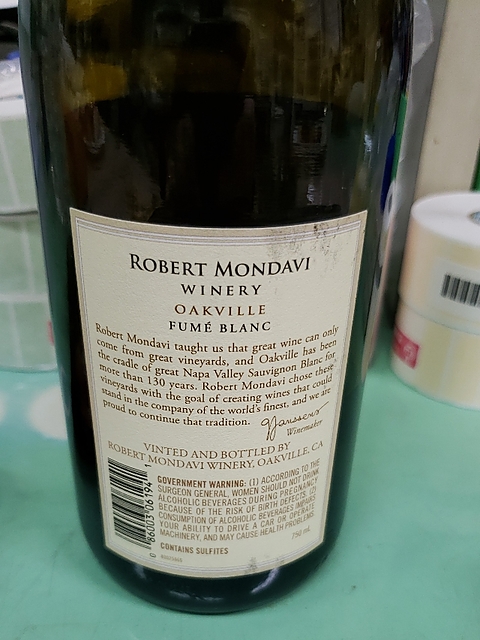 ROBERT MONDAVI
WINERY
OAKVILLE
FUMÉ BLANC
Robert Mondavi taught us that great wine can only
come from great vineyards, and Oakville has been
the cradle of great Napa Valley Sauvignon Blanc for
more than 130 years. Robert Mondavi chose these
vineyards with the goal of creating wines that could
stand in the company of the world's finest, and we are
proud to continue that tradition.
GJanssens
Winemaker
VINTED AND BOTTLED BY
ROBERT MONDAVI WINERY, OAKVILLE, CA
GOVERNMENT WARNING: (1) ACCORDING TO THE
SURGEON GENERAL, WOMEN SHOULD NOT DRINK
ALCOHOLIC BEVERAGES DURING PREGNANCY
BECAUSE OF THE RISK OF BIRTH DEFECTS. (2)
CONSUMPTION OF ALCOHOLIC BEVERAGES IMPAIRS
YOUR ABILITY TO DRIVE A CAR OR OPERATE
MACHINERY, AND MAY CAUSE HEALTH PROBLEMS.
750 mL
CONTAINS SULFITES
0 86003 06194 1